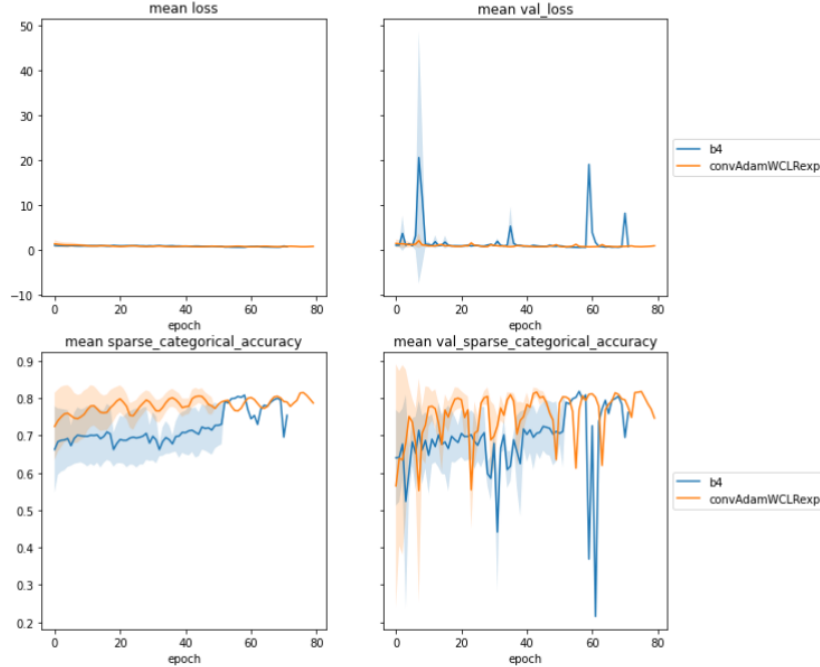 mean loss
mean val_loss
50
40
30
20
10
0
−10
0 20 40 60 80
0 20 40 60 80
epoch
epoch
b4
convAdamWCLRexp
mean sparse_categorical_accuracy
mean val_sparse_categorical_accuracy
0.9
0.8
0.7
0.6
0.5
0.4
0.3
0.2
0 20 40 60 80
0 20 40 60 80
epoch
epoch
b4
convAdamWCLRexp